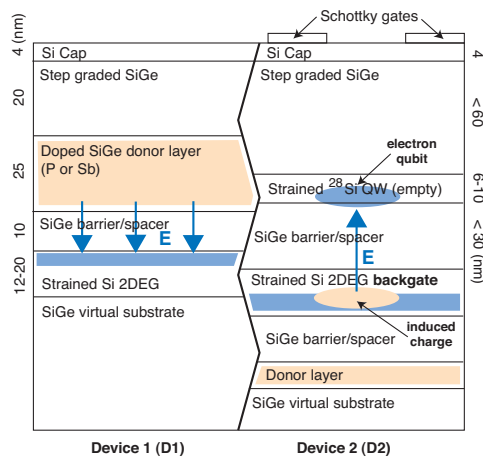 Schottky gates
4 (nm)
Si Cap
Si Cap
4
Step graded SiGe
Step graded SiGe
20
< 60
Doped SiGe donor layer
(P or Sb)
25
electron
qubit
Strained 28Si QW (empty)
6-10
SiGe barrier/spacer
10
E
SiGe barrier/spacer
< 30 (nm)
E
12-20
Strained Si 2DEG
Strained Si 2DEG backgate
SiGe virtual substrate
induced
charge
SiGe barrier/spacer
Donor layer
SiGe virtual substrate
Device 1 (D1)
Device 2 (D2)